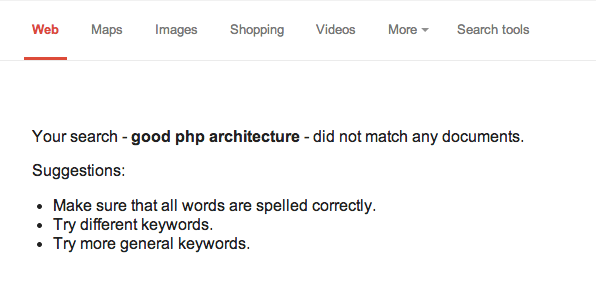 Web Maps Images Shopping Videos More Search tools
Your search - good php architecture - did not match any documents.
Suggestions:
• Make sure that all words are spelled correctly.
• Try different keywords.
• Try more general keywords.